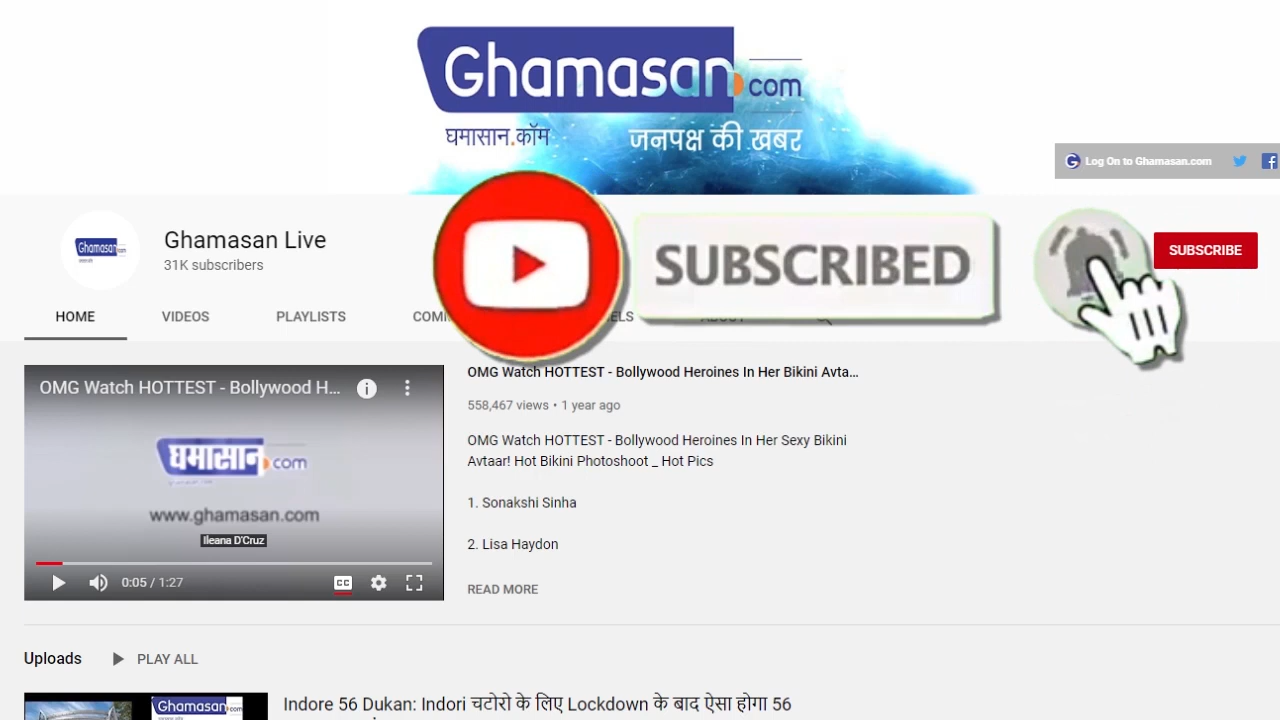 Ghamasan.com
घमासान.कॉम
जनपक्ष की खबर
Log On to Ghamasan.com
Ghamasan
Ghamasan Live
31K subscribers
SUBSCRIBED
SUBSCRIBE
HOME VIDEOS PLAYLISTS
OMG Watch HOTTEST - Bollywood H...
घमासान.com
www.ghamasan.com
Ileana D'Cruz
0:05 / 1:27
CC
OMG Watch HOTTEST - Bollywood Heroines In Her Bikini Avta...
558,467 views • 1 year ago
OMG Watch HOTTEST - Bollywood Heroines In Her Sexy Bikini
Avtaar! Hot Bikini Photoshoot _ Hot Pics
1. Sonakshi Sinha
2. Lisa Haydon
READ MORE
Uploads PLAY ALL
Ghamasan.com
Indore 56 Dukan: Indori चटोरो के लिए Lockdown के बाद ऐसा होगा 56